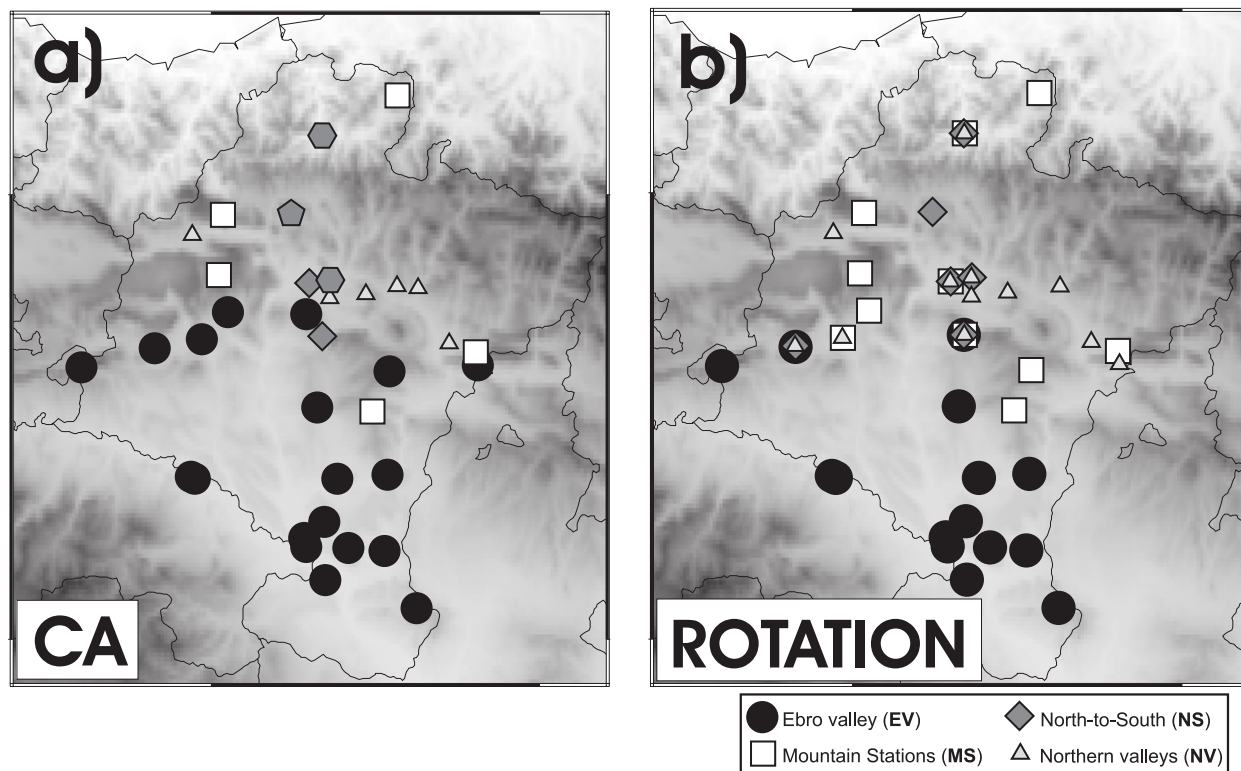 a)
b)
CA
ROTATION
Ebro valley (EV)
North-to-South (NS)
Mountain Stations (MS)
Northern valleys (NV)